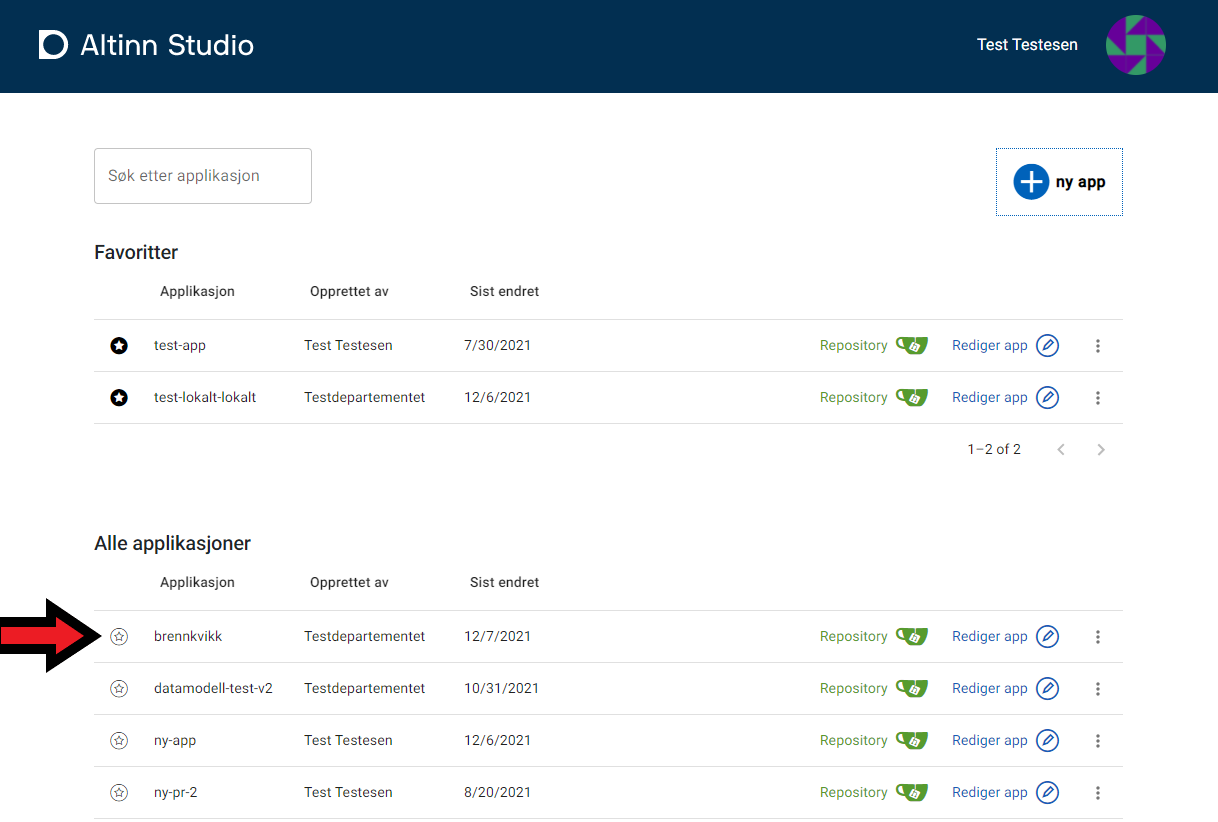 Altinn Studio
Test Testesen
Søk etter applikasjon
ny app
Favoritter
Applikasjon Opprettet av Sist endret
test-app Test Testesen 7/30/2021 Repository Rediger app
test-lokalt-lokalt Testdepartementet 12/6/2021 Repository Rediger app
1–2 of 2
Alle applikasjoner
Applikasjon Opprettet av Sist endret
brennkvikk Testdepartementet 12/7/2021 Repository Rediger app
datamodell-test-v2 Testdepartementet 10/31/2021 Repository Rediger app
ny-app Test Testesen 12/6/2021 Repository Rediger app
ny-pr-2 Test Testesen 8/20/2021 Repository Rediger app